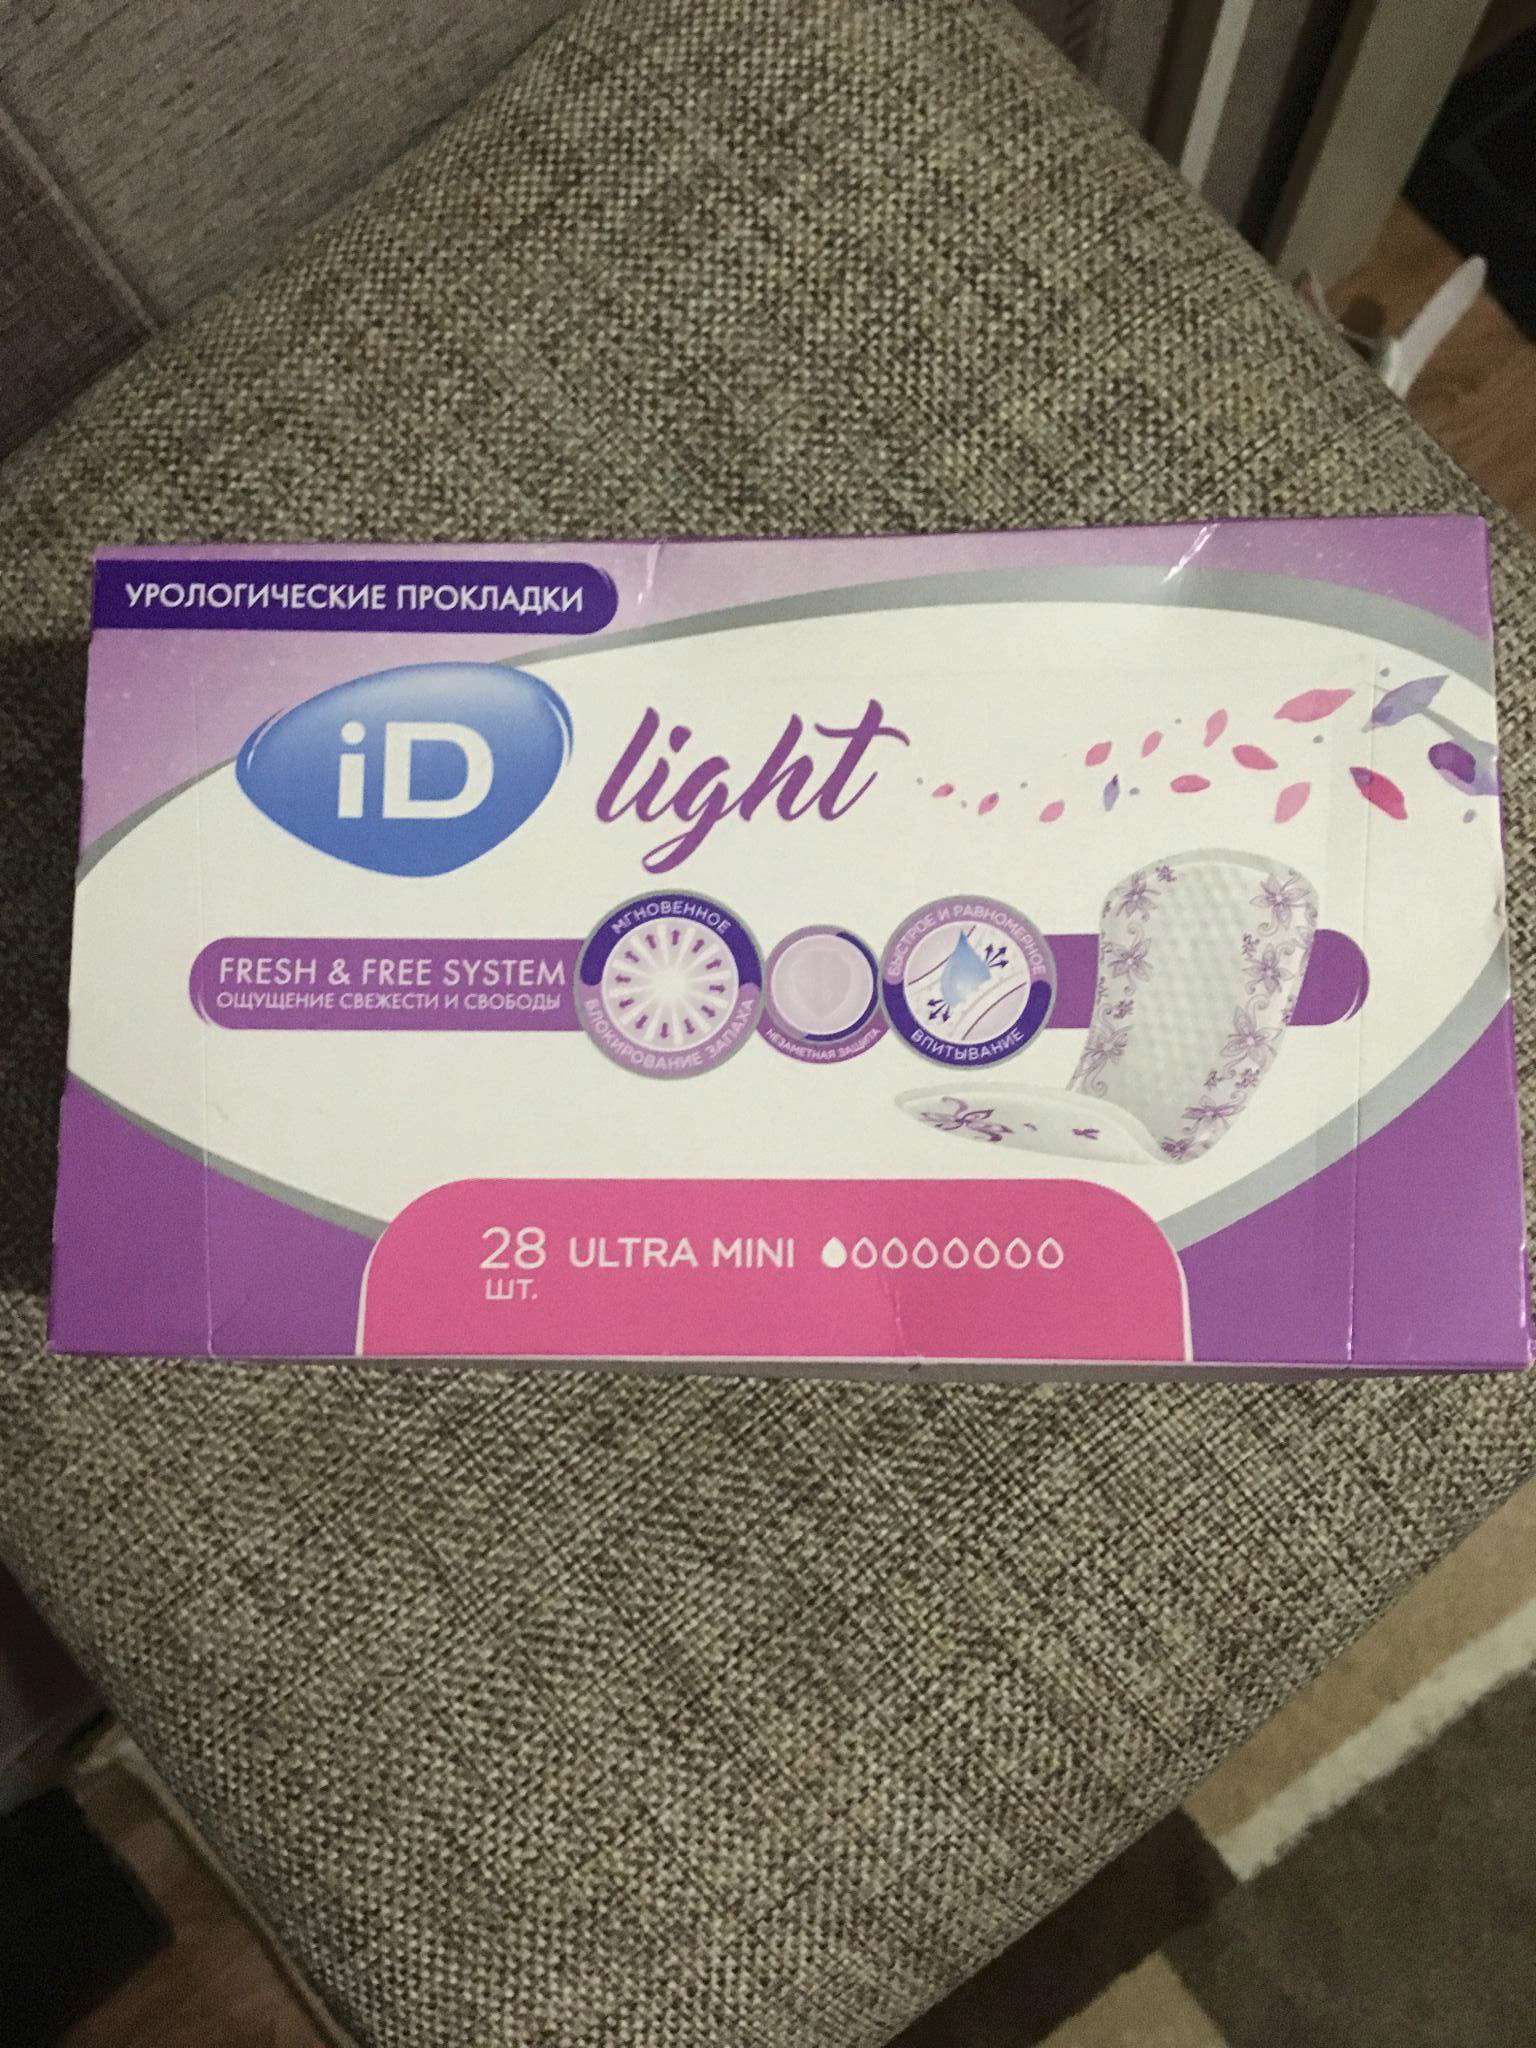 УРОЛОГИЧЕСКИЕ ПРОКЛАДКИ
iD light
FRESH & FREE SYSTEM
ОЩУЩЕНИЕ СВЕЖЕСТИ И СВОБОДЫ
МГНОВЕННОЕ
БЛОКИРОВАНИЕ ЗАПАХА
НЕЗАМЕТНАЯ ЗАЩИТА
БЫСТРОЕ И РАВНОМЕРНОЕ
ВПИТЫВАНИЕ
28 ULTRA MINI
ШТ.